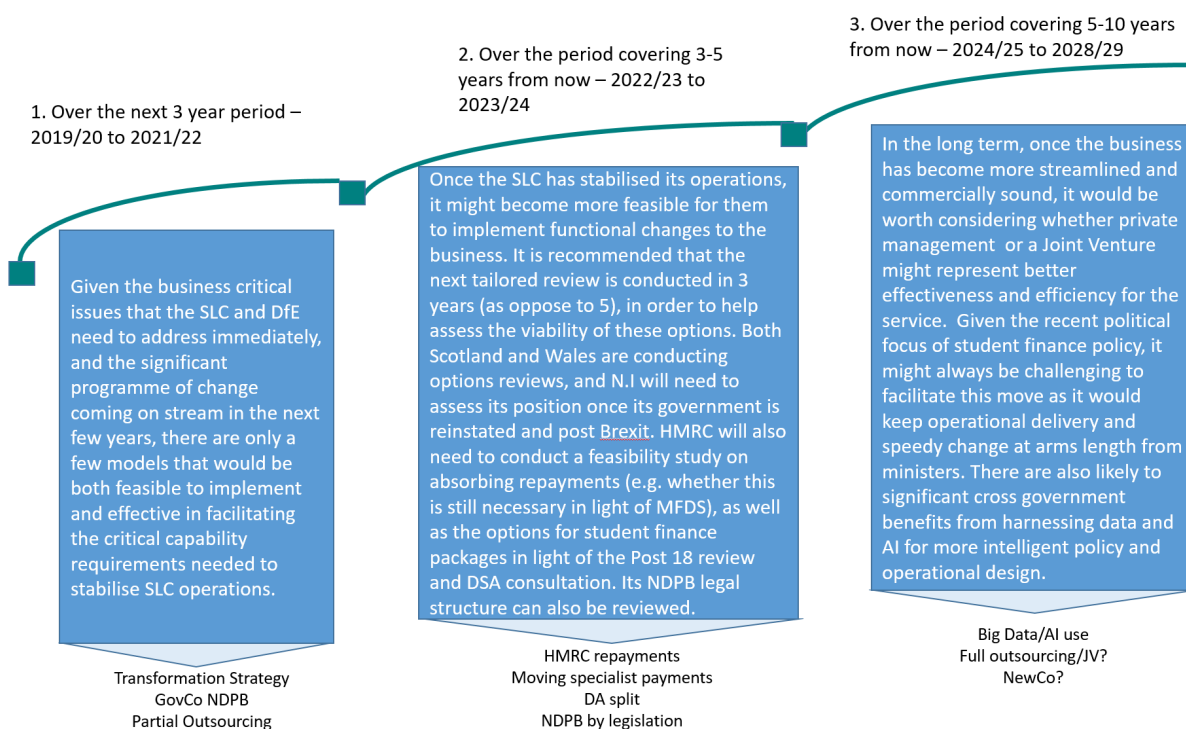 1. Over the next 3 year period –
2019/20 to 2021/22
Given the business critical
issues that the SLC and DfE
need to address immediately,
and the significant
programme of change
coming on stream in the next
few years, there are only a
few models that would be
both feasible to implement
and effective in facilitating
the critical capability
requirements needed to
stabilise SLC operations.
Transformation Strategy
GovCo NDPB
Partial Outsourcing
2. Over the period covering 3-5
years from now – 2022/23 to
2023/24
Once the SLC has stabilised its operations,
it might become more feasible for them
to implement functional changes to the
business. It is recommended that the
next tailored review is conducted in 3
years (as oppose to 5), in order to help
assess the viability of these options. Both
Scotland and Wales are conducting
options reviews, and N.I will need to
assess its position once its government is
reinstated and post Brexit. HMRC will also
need to conduct a feasibility study on
absorbing repayments (e.g. whether this
is still necessary in light of MFDS), as well
as the options for student finance
packages in light of the Post 18 review
and DSA consultation. Its NDPB legal
structure can also be reviewed.
HMRC repayments
Moving specialist payments
DA split
NDPB by legislation
3. Over the period covering 5-10 years
from now – 2024/25 to 2028/29
In the long term, once the business
has become more streamlined and
commercially sound, it would be
worth considering whether private
management or a Joint Venture
might represent better
effectiveness and efficiency for the
service. Given the recent political
focus of student finance policy, it
might always be challenging to
facilitate this move as it would
keep operational delivery and
speedy change at arms length from
ministers. There are also likely to
significant cross government
benefits from harnessing data and
AI for more intelligent policy and
operational design.
Big Data/AI use
Full outsourcing/JV?
NewCo?